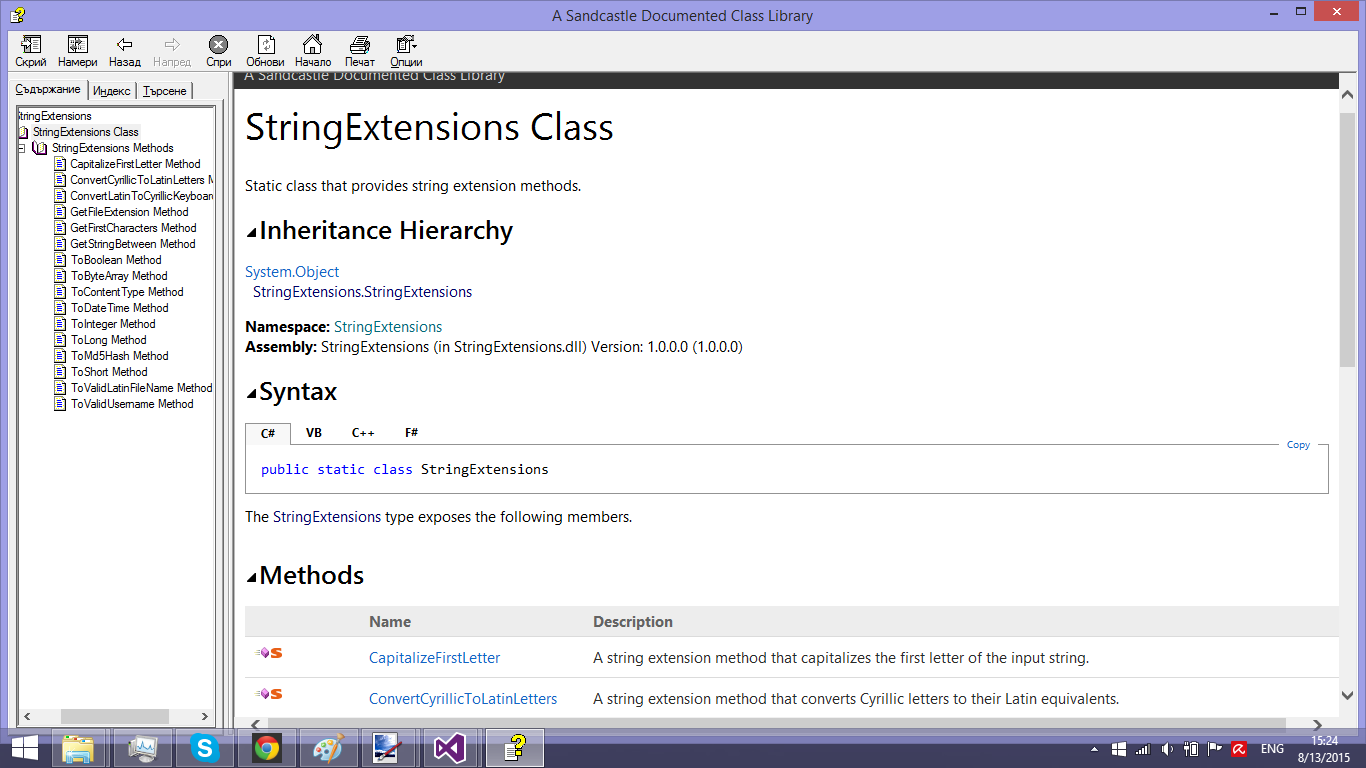 A Sandcastle Documented Class Library
Скрий Намери Назад Напред Спри Обнови Начало Печат Опции
Съдържание Индекс Търсене
StringExtensions
StringExtensions Class
StringExtensions Methods
CapitalizeFirstLetter Method
ConvertCyrillicToLatinLetters M
ConvertLatinToCyrillicKeyboar
GetFileExtension Method
GetFirstCharacters Method
GetStringBetween Method
ToBoolean Method
ToByteArray Method
ToContentType Method
ToDateTime Method
ToInteger Method
ToLong Method
ToMd5Hash Method
ToShort Method
ToValidLatinFileName Method
ToValidUsername Method
A Sandcastle Documented Class Library
StringExtensions Class
Static class that provides string extension methods.
Inheritance Hierarchy
System.Object
StringExtensions.StringExtensions
Namespace: StringExtensions
Assembly: StringExtensions (in StringExtensions.dll) Version: 1.0.0.0 (1.0.0.0)
Syntax
C# VB C++ F#
Copy
public static class StringExtensions
The StringExtensions type exposes the following members.
Methods
Name Description
CapitalizeFirstLetter A string extension method that capitalizes the first letter of the input string.
ConvertCyrillicToLatinLetters A string extension method that converts Cyrillic letters to their Latin equivalents.
ENG
15:24
8/13/2015